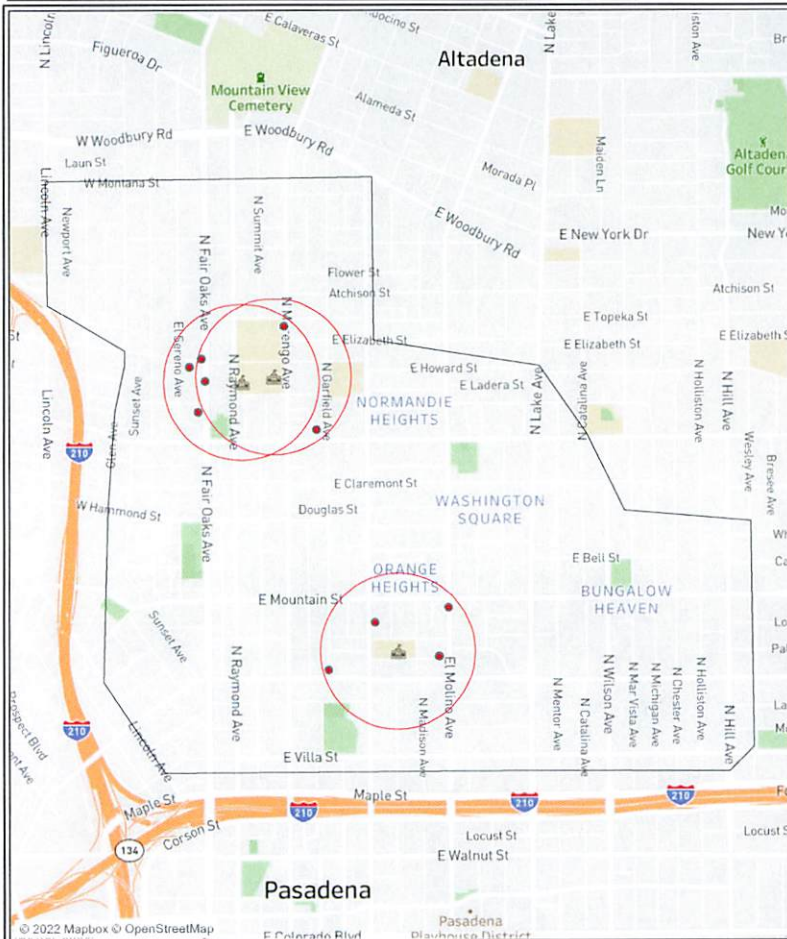 E Calaveras St
N Lincoln
Figueroa Dr
N Lake
Altadena
Mountain View
Cemetery
Alameda St
W Woodbury Rd
E Woodbury Rd
Laun St
W Montana St
Maiden Ln
Morada Pl
Lincoln Ave
Newport Ave
N Summit Ave
E Woodbury Rd
E New York Dr
New Y
N Fair Oaks Ave
Flower St
Atchison St
Atchison St
E Topeka St
El Sereno Ave
E Elizabeth St
E Elizabeth St
E Elizabeth S
N Raymond Ave
N Garfield Ave
E Howard St
E Ladera St
N Lake Ave
N Catalina Ave
N Holliston Ave
N Hill Ave
Sunset Ave
Glen Ave
Lincoln Ave
NORMANDIE
HEIGHTS
210
Wesley Ave
Bresee Ave
N Fair Oaks Ave
E Claremont St
W Hammond St
Douglas St
WASHINGTON
SQUARE
E Bell St
ORANGE
HEIGHTS
E Mountain St
BUNGALOW
HEAVEN
Sunset Ave
N Raymond Ave
El Molino Ave
N Madison Ave
N Mentor Ave
N Catalina Ave
N Wilson Ave
N Mar Vista Ave
N Michigan Ave
N Chester Ave
N Holliston Ave
N Hill Ave
Prospect Blvd
210
Lincoln Ave
E Villa St
Maple St
Maple St
210
210
210
Corson St
134
Locust St
Locust S
E Walnut St
Pasadena
Pasadena
Playhouse District
E Colorado Blvd
© 2022 Mapbox © OpenStreetMap